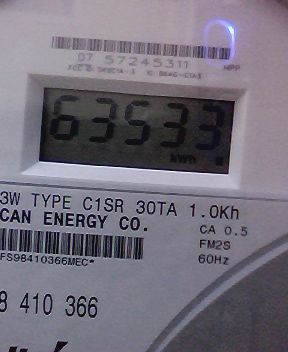 07 57245311
63533
kWh
3W TYPE C1SR 30TA 1.0Kh
CAN ENERGY CO.
CA 0.5
FM2S
60Hz
FS98410366MEC*
8 410 366